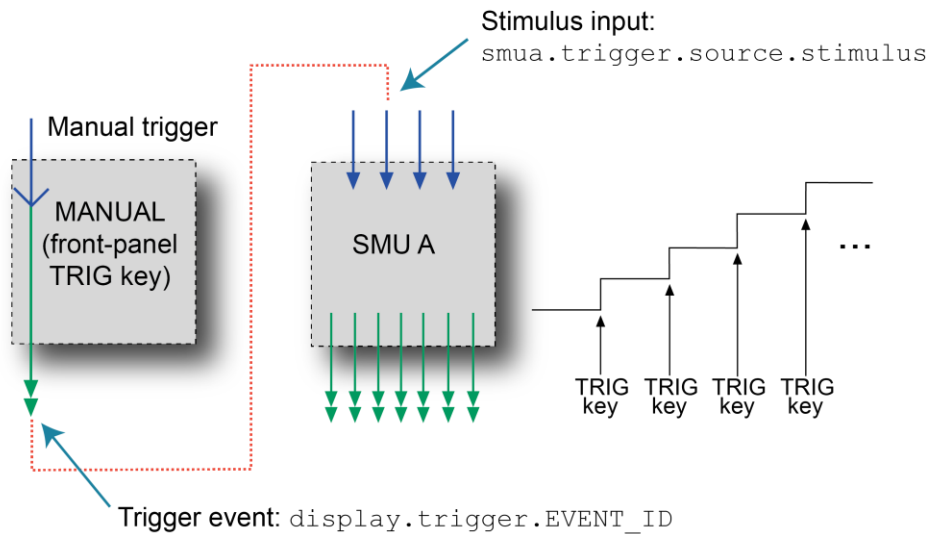 Stimulus input:
smua.trigger.source.stimulus
Manual trigger
MANUAL
(front-panel
TRIG key)
SMU A
...
TRIG
key
TRIG
key
TRIG
key
TRIG
key
Trigger event: display.trigger.EVENT_ID